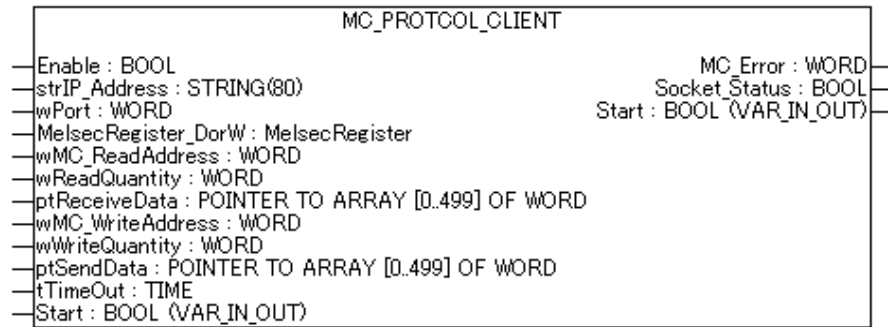 MC_PROTCOL_CLIENT
Enable : BOOL
MC_Error : WORD
strIP_Address : STRING(80)
Socket_Status : BOOL
wPort : WORD
Start : BOOL (VAR_IN_OUT)
MelsecRegister_DorW : MelsecRegister
wMC_ReadAddress : WORD
wReadQuantity : WORD
ptReceiveData : POINTER TO ARRAY [0..499] OF WORD
wMC_WriteAddress : WORD
wWriteQuantity : WORD
ptSendData : POINTER TO ARRAY [0..499] OF WORD
tTimeOut : TIME
Start : BOOL (VAR_IN_OUT)